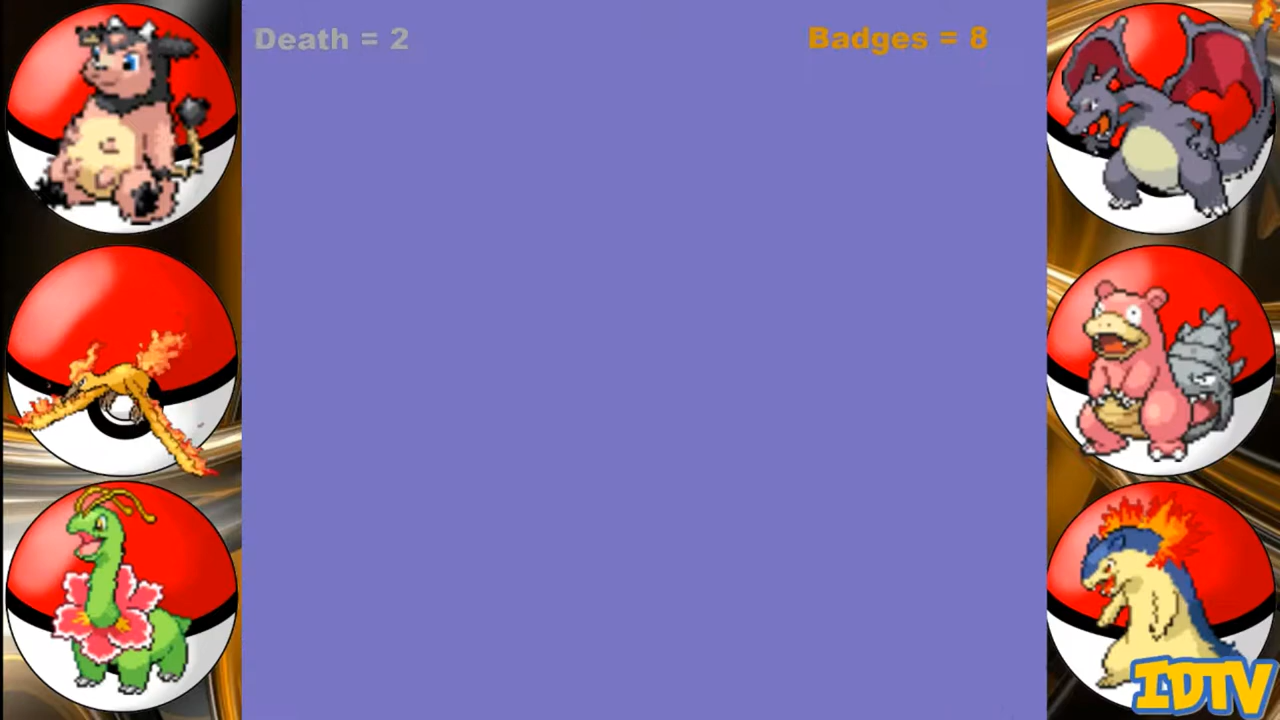 Death = 2
Badges = 8
IDTV